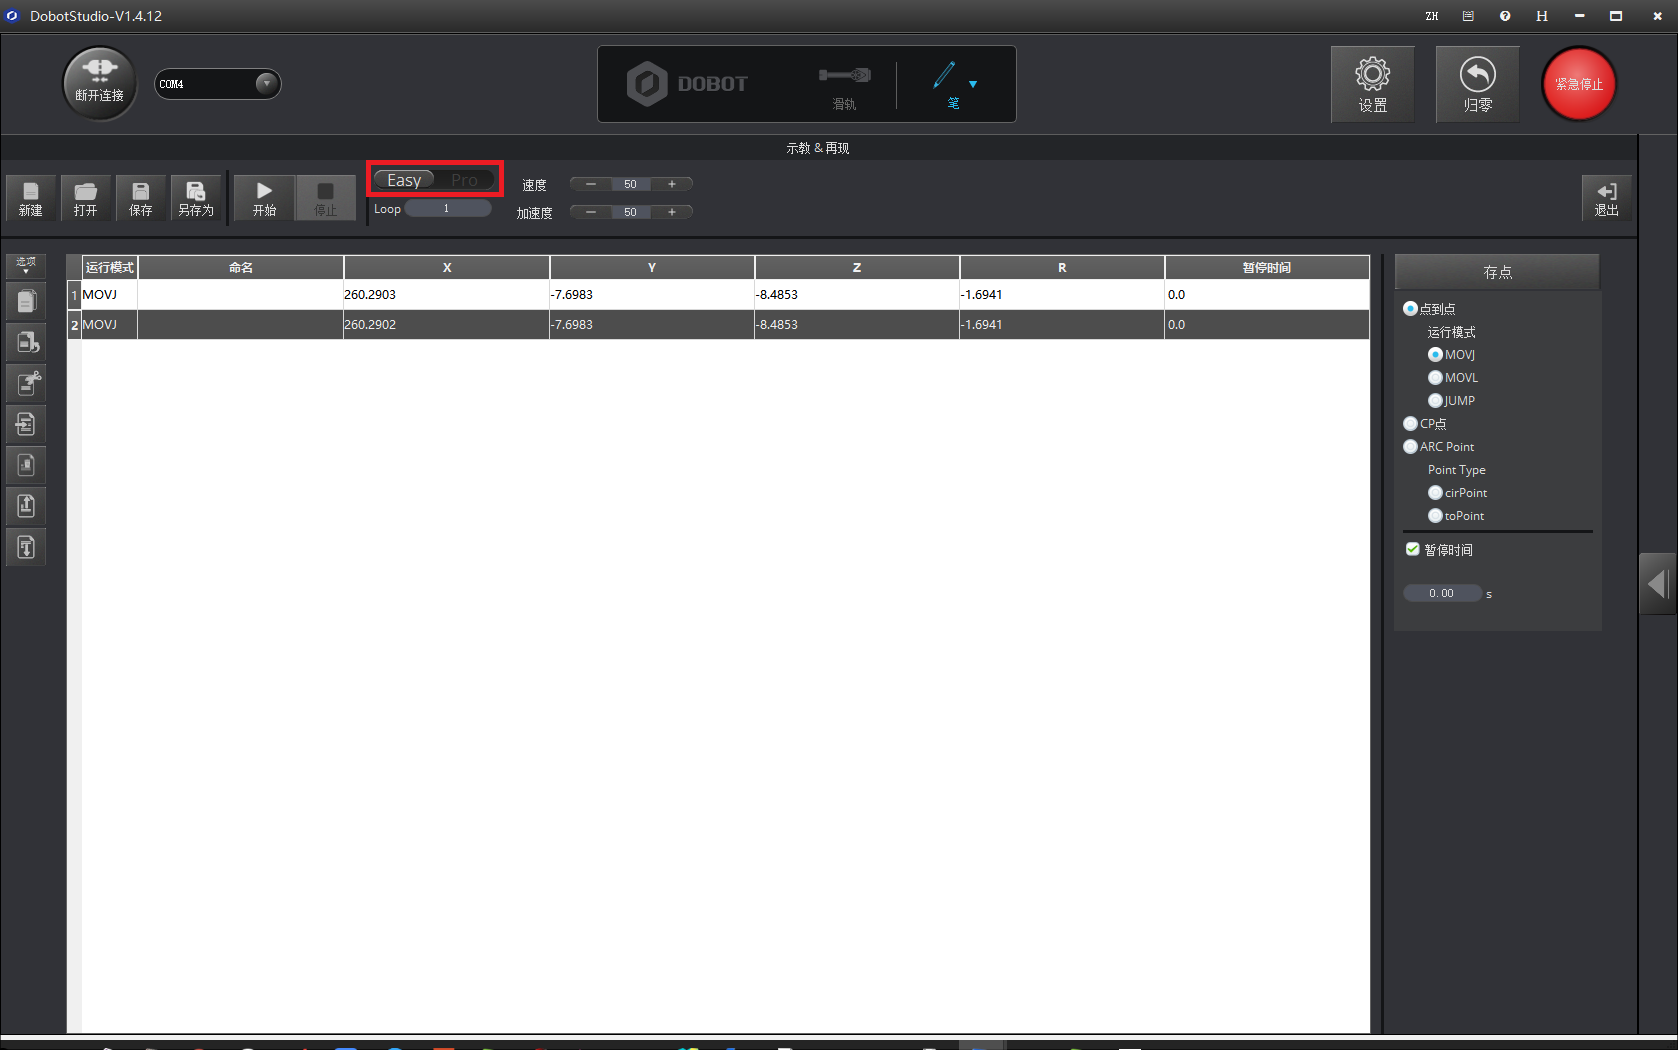 DobotStudio-V1.4.12
ZH
H
断开连接
COM4
DOBOT
滑轨
笔
设置
归零
紧急停止
示教 & 再现
新建
打开
保存
另存为
开始
停止
Easy
Pro
Loop
1
速度
50
加速度
50
退出
选项
运行模式 命名 X Y Z R 暂停时间
1 MOVJ 260.2903 -7.6983 -8.4853 -1.6941 0.0
2 MOVJ 260.2902 -7.6983 -8.4853 -1.6941 0.0
存点
点到点
运行模式
MOVJ
MOVL
JUMP
CP点
ARC Point
Point Type
cirPoint
toPoint
暂停时间
0.00 s